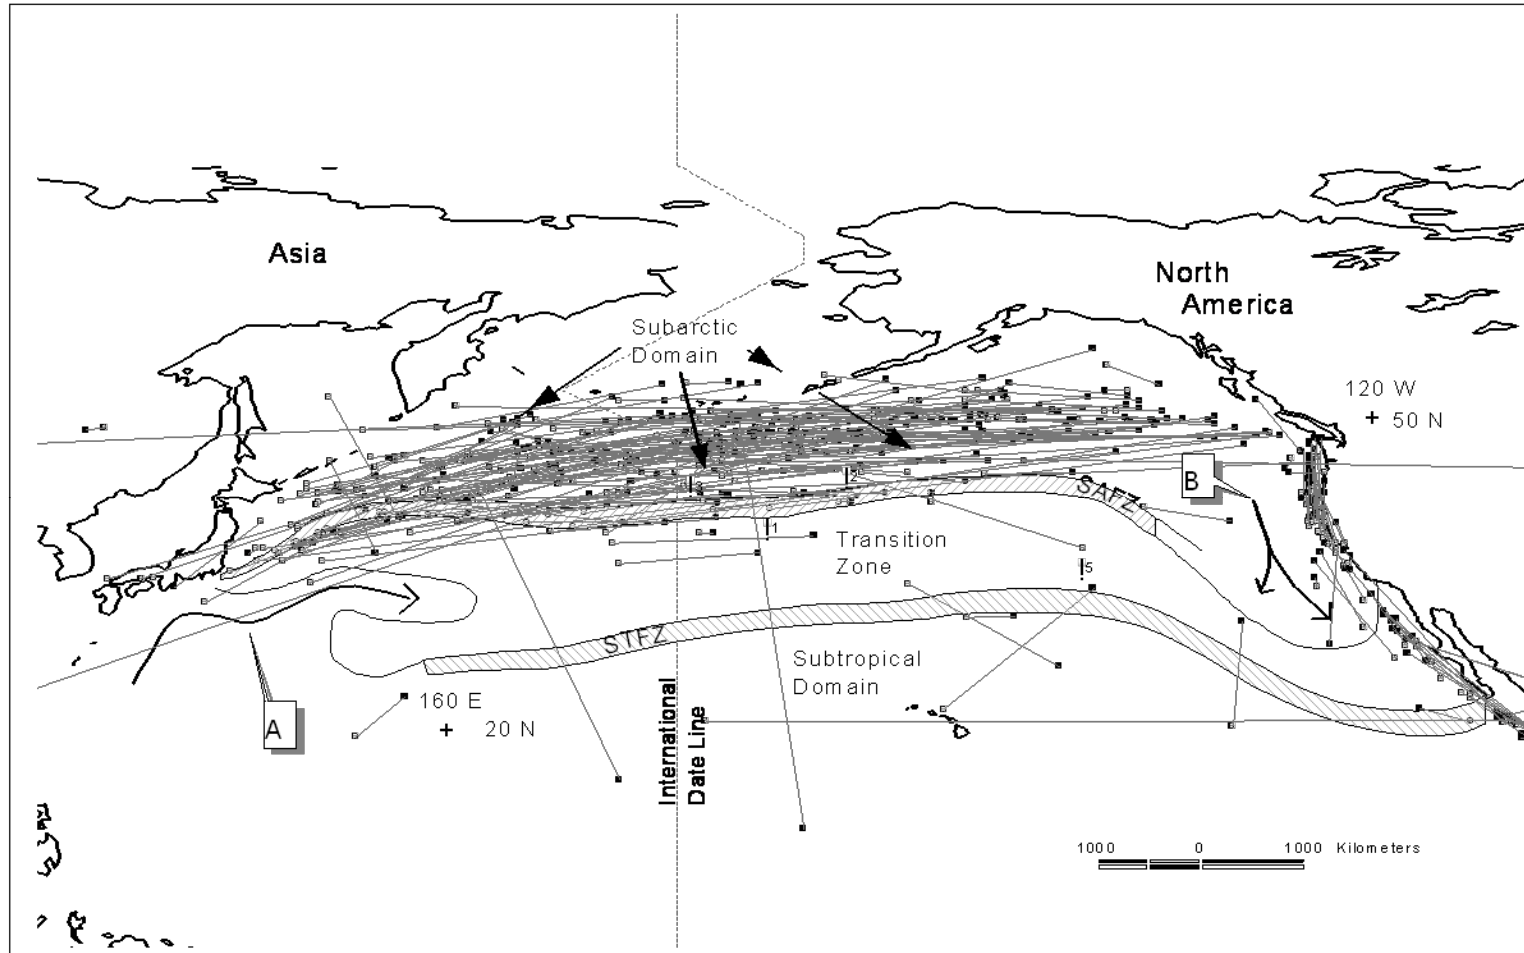 Asia
North
America
Subarctic
Domain
120 W
+ 50 N
B
2
3
SAFZ
1
Transition
Zone
5
STFZ
Subtropical
Domain
160 E
+ 20 N
A
International
Date Line
1000 0 1000 Kilometers